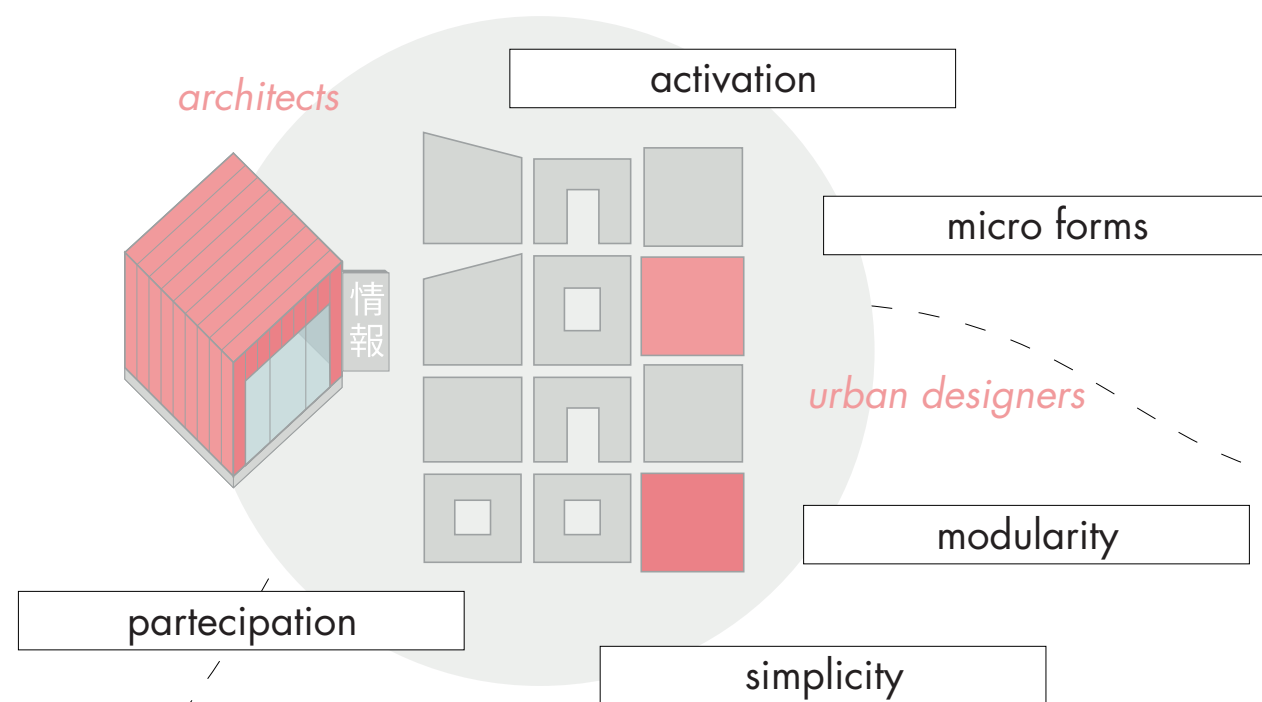 activation
architects
micro forms
情
報
urban designers
modularity
partecipation
simplicity